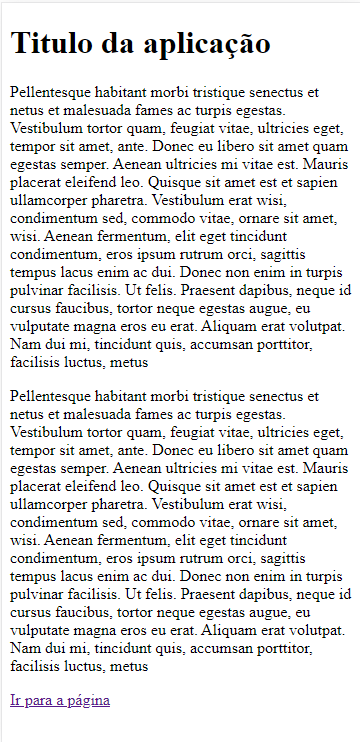 Titulo da aplicação
Pellentesque habitant morbi tristique senectus et
netus et malesuada fames ac turpis egestas.
Vestibulum tortor quam, feugiat vitae, ultricies eget,
tempor sit amet, ante. Donec eu libero sit amet quam
egestas semper. Aenean ultricies mi vitae est. Mauris
placerat eleifend leo. Quisque sit amet est et sapien
ullamcorper pharetra. Vestibulum erat wisi,
condimentum sed, commodo vitae, ornare sit amet,
wisi. Aenean fermentum, elit eget tincidunt
condimentum, eros ipsum rutrum orci, sagittis
tempus lacus enim ac dui. Donec non enim in turpis
pulvinar facilisis. Ut felis. Praesent dapibus, neque id
cursus faucibus, tortor neque egestas augue, eu
vulputate magna eros eu erat. Aliquam erat volutpat.
Nam dui mi, tincidunt quis, accumsan porttitor,
facilisis luctus, metus
Pellentesque habitant morbi tristique senectus et
netus et malesuada fames ac turpis egestas.
Vestibulum tortor quam, feugiat vitae, ultricies eget,
tempor sit amet, ante. Donec eu libero sit amet quam
egestas semper. Aenean ultricies mi vitae est. Mauris
placerat eleifend leo. Quisque sit amet est et sapien
ullamcorper pharetra. Vestibulum erat wisi,
condimentum sed, commodo vitae, ornare sit amet,
wisi. Aenean fermentum, elit eget tincidunt
condimentum, eros ipsum rutrum orci, sagittis
tempus lacus enim ac dui. Donec non enim in turpis
pulvinar facilisis. Ut felis. Praesent dapibus, neque id
cursus faucibus, tortor neque egestas augue, eu
vulputate magna eros eu erat. Aliquam erat volutpat.
Nam dui mi, tincidunt quis, accumsan porttitor,
facilisis luctus, metus
Ir para a página